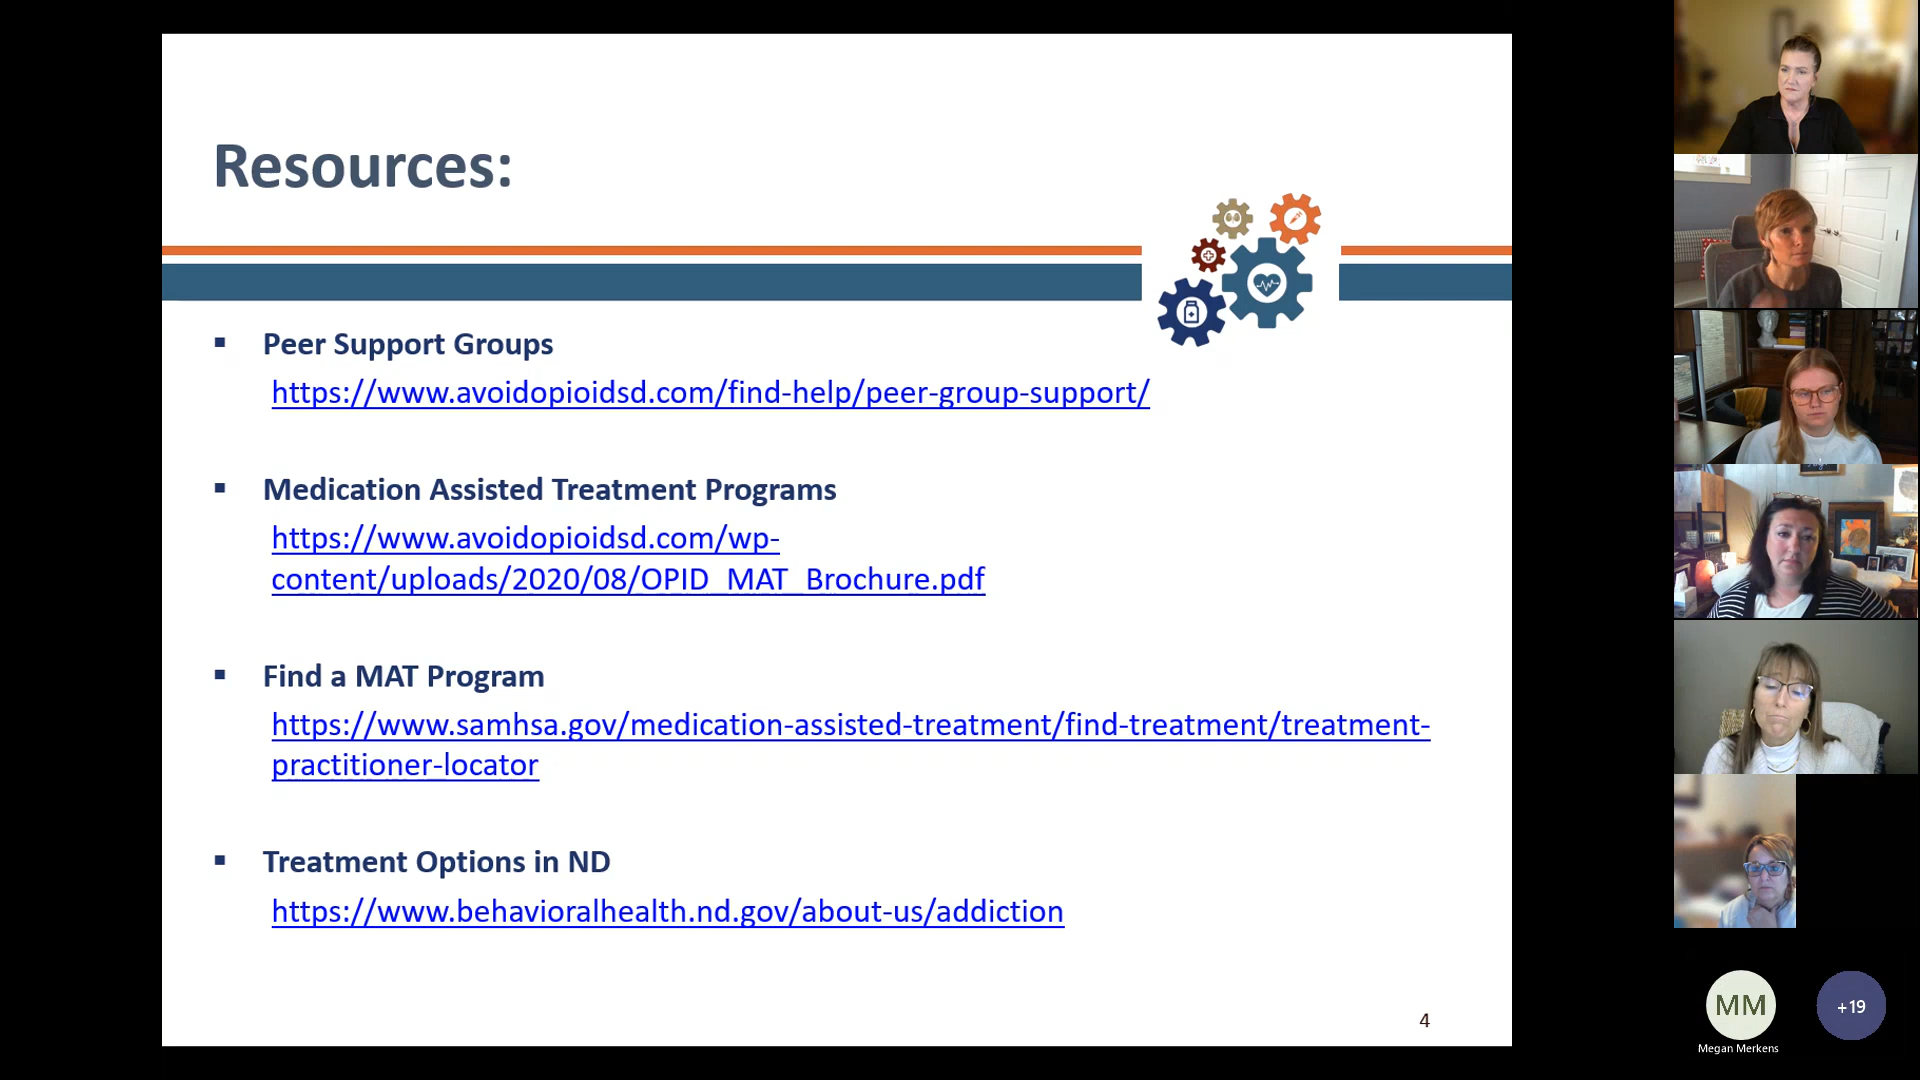 Resources:
▪ Peer Support Groups
https://www.avoidopioidsd.com/find-help/peer-group-support/
▪ Medication Assisted Treatment Programs
https://www.avoidopioidsd.com/wp-
content/uploads/2020/08/OPID_MAT_Brochure.pdf
▪ Find a MAT Program
https://www.samhsa.gov/medication-assisted-treatment/find-treatment/treatment-
practitioner-locator
▪ Treatment Options in ND
https://www.behavioralhealth.nd.gov/about-us/addiction
4
MM
+19
Megan Merkens